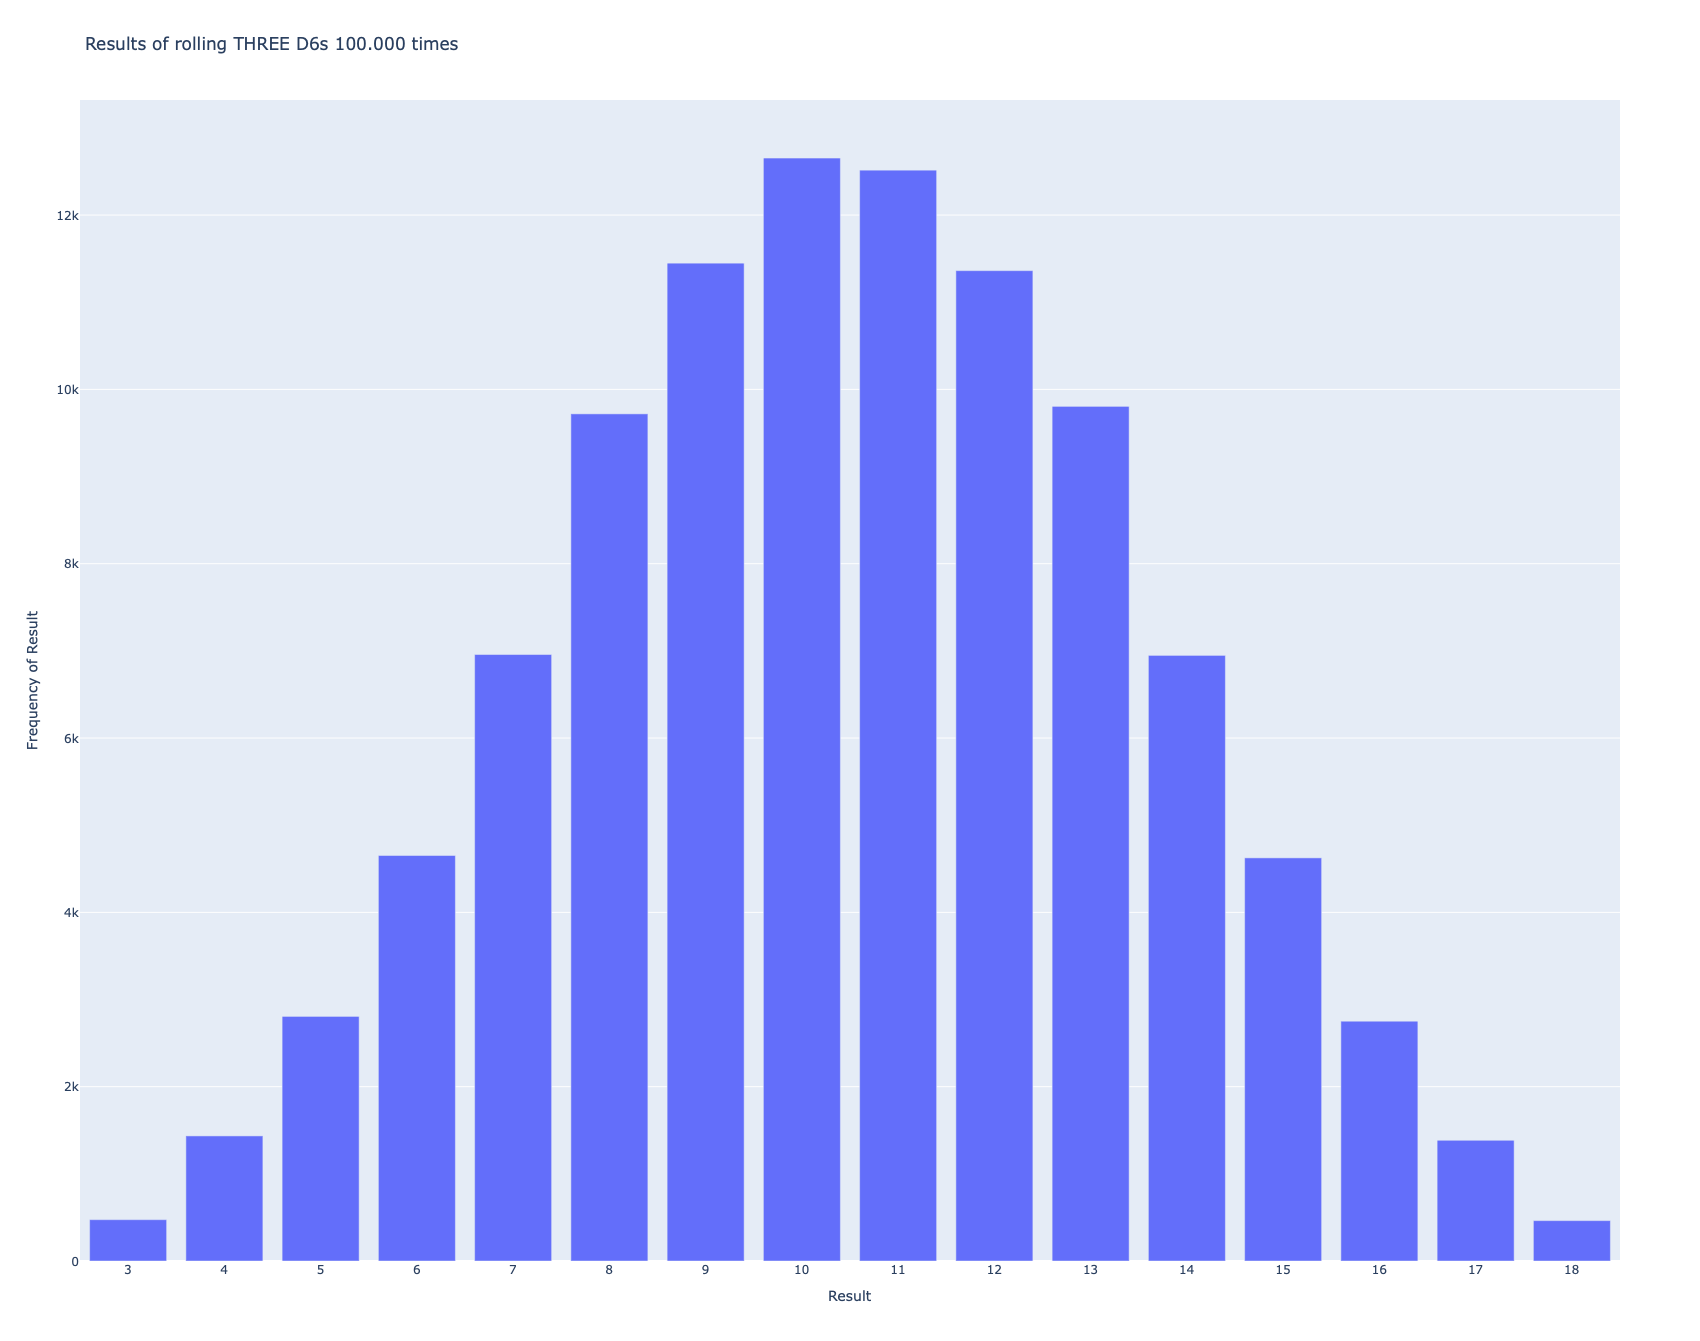 Results of rolling THREE D6s 100.000 times
12k
10k
8k
6k
4k
2k
0
Frequency of Result
3 4 5 6 7 8 9 10 11 12 13 14 15 16 17 18
Result